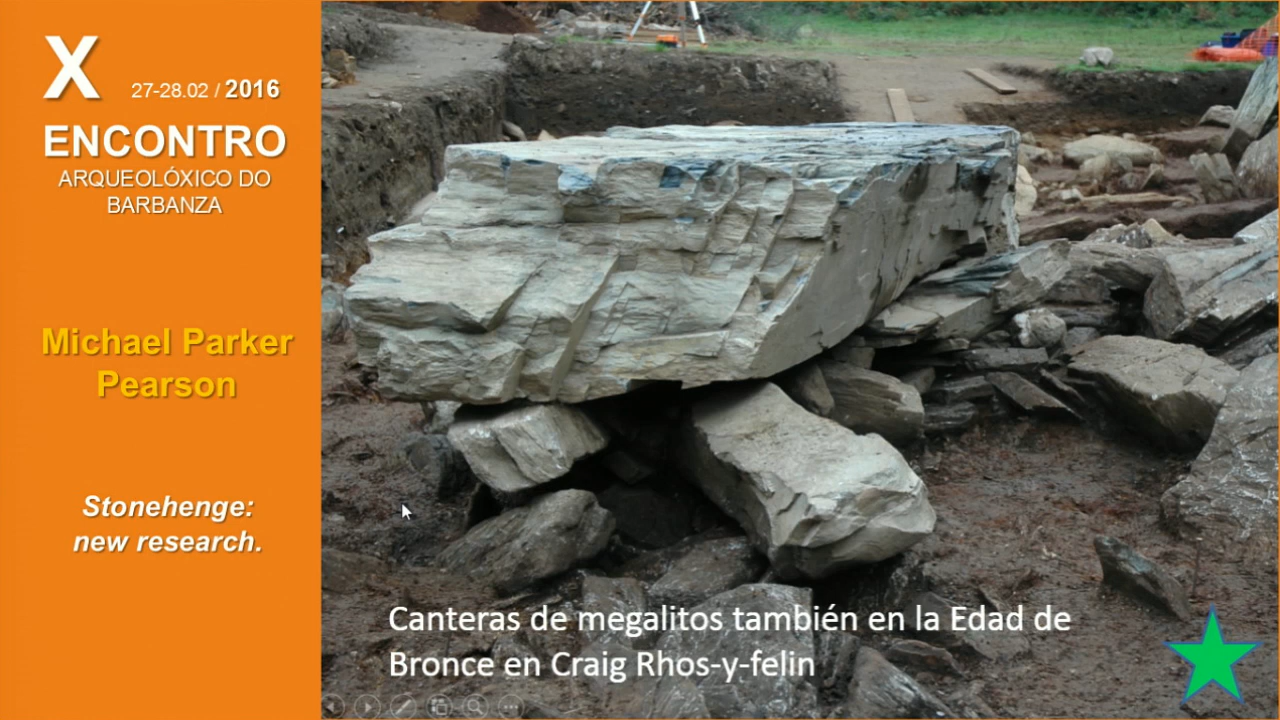 X
27-28.02 / 2016
ENCONTRO
ARQUEOLÓXICO DO
BARBANZA
Michael Parker
Pearson
Stonehenge:
new research.
Canteras de megalitos también en la Edad de
Bronce en Craig Rhos-y-felin